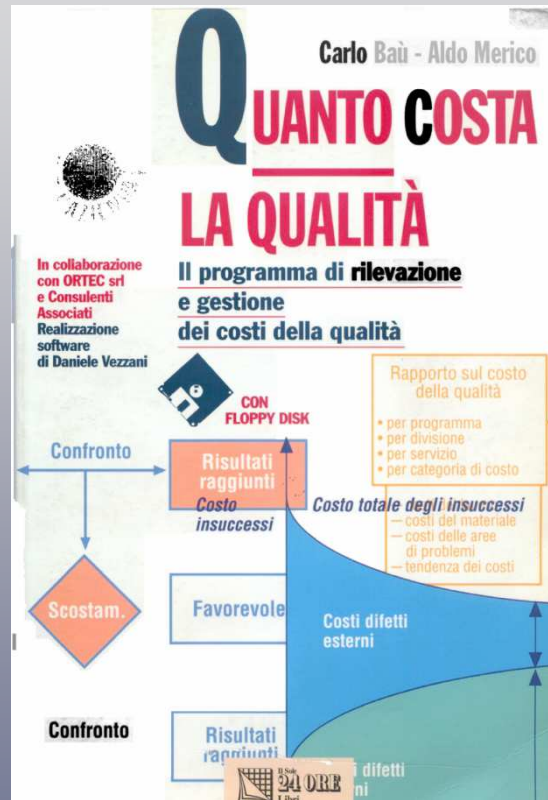 Carlo Baù - Aldo Merico
QUANTO COSTA
LA QUALITÀ
Il programma di rilevazione
e gestione
dei costi della qualità
In collaborazione
con ORTEC srl
e Consulenti
Associati
Realizzazione
software
di Daniele Vezzani
CON
FLOPPY DISK
Rapporto sul costo
della qualità
• per programma
• per divisione
• per servizio
• per categoria di costo
Confronto
Risultati
raggiunti
Costo
insuccessi
Costo totale degli insuccessi
— costi del materiale
— costi delle aree
di problemi
— tendenza dei costi
Scostam.
Favorevole
Costi difetti
esterni
Confronto
Risultati
raggiunti
difetti
Il Sole
24 ORE
Libri